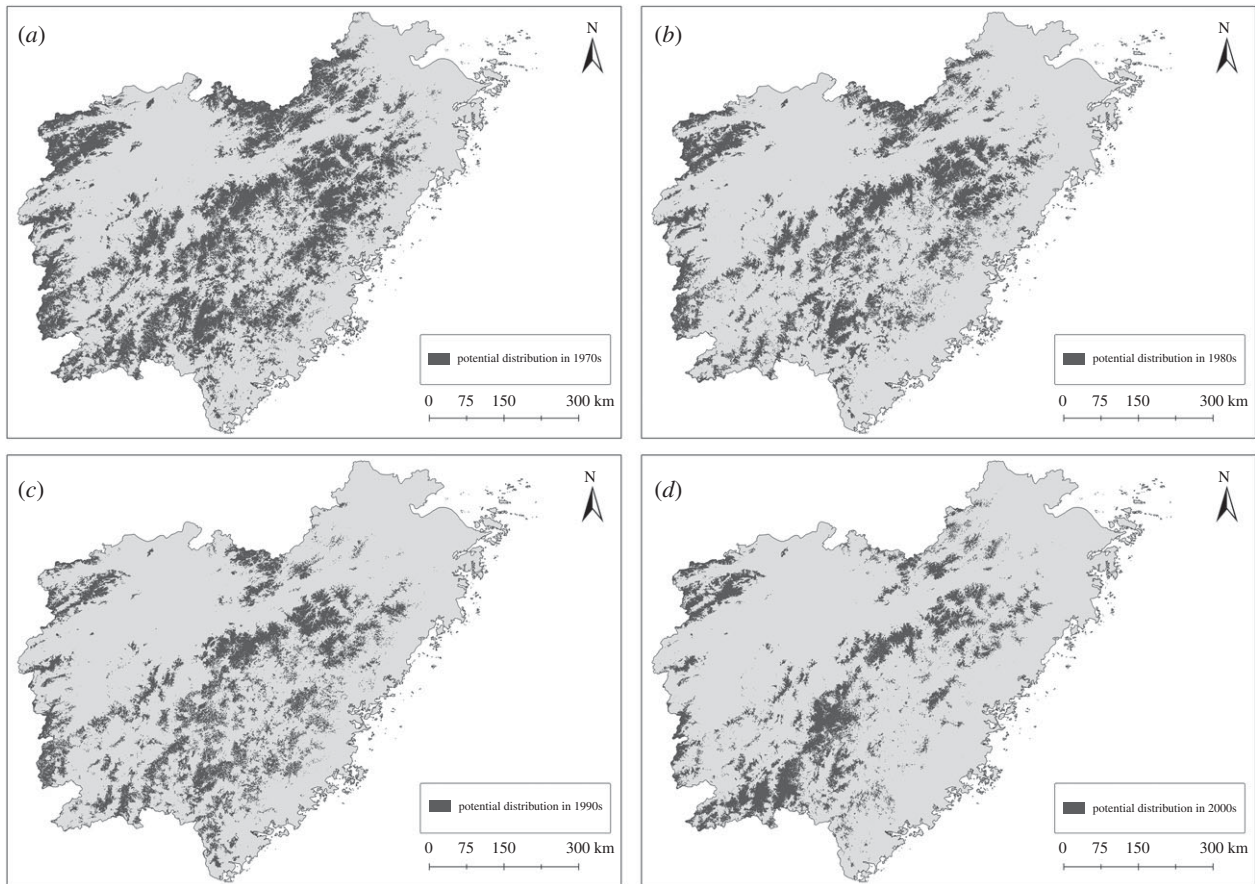 (a)
N
potential distribution in 1970s
0 75 150 300 km
(b)
N
potential distribution in 1980s
0 75 150 300 km
(c)
N
potential distribution in 1990s
0 75 150 300 km
(d)
N
potential distribution in 2000s
0 75 150 300 km